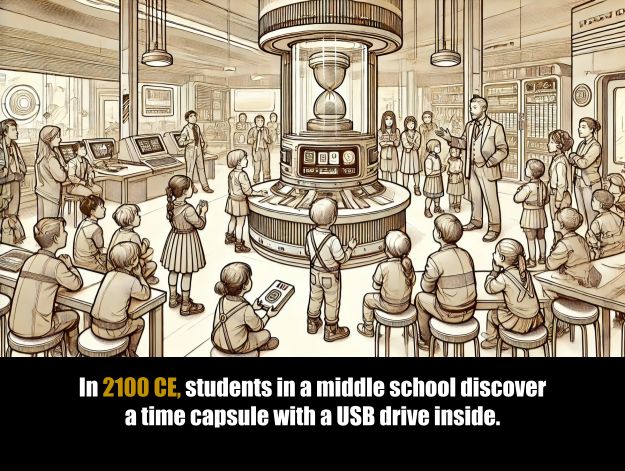 In 2100 CE, students in a middle school discover
a time capsule with a USB drive inside.